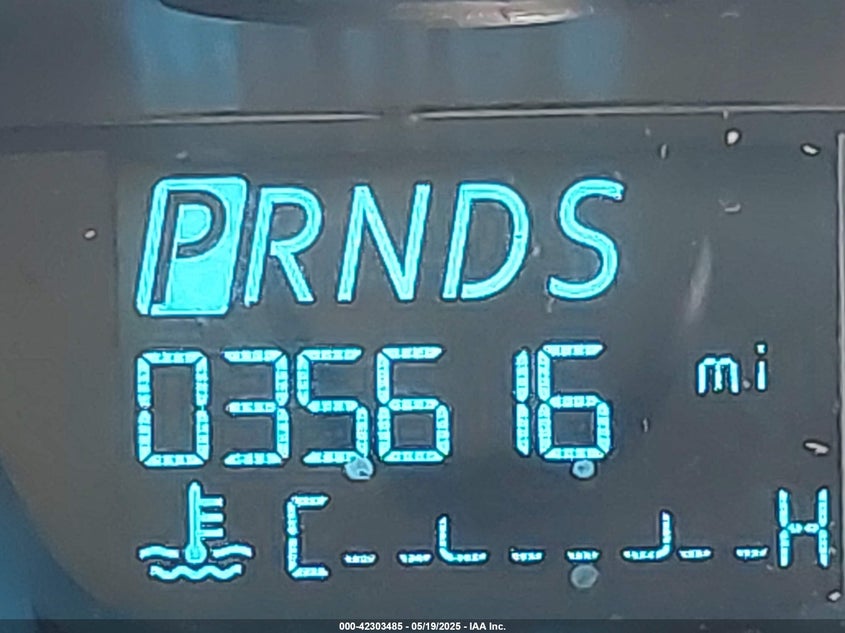 PRNDS
035616 mi
C H
000-42303485 - 05/19/2025 - IAA Inc.